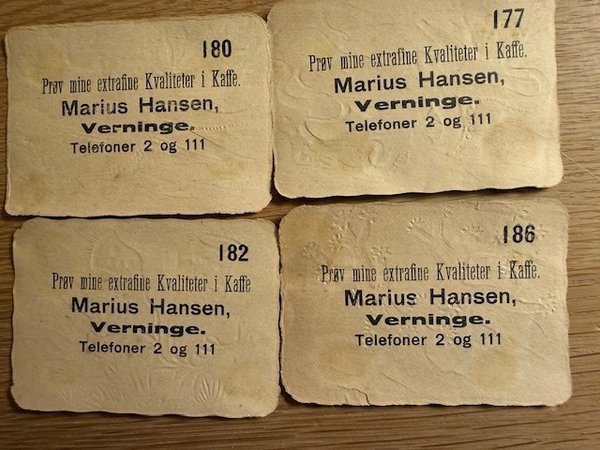 180
Prøv mine extrafine Kvaliteter i Kaffe.
Marius Hansen,
Verninge.
Telefoner 2 og 111
177
Prøv mine extrafine Kvaliteter i Kaffe.
Marius Hansen,
Verninge.
Telefoner 2 og 111
182
Prøv mine extrafine Kvaliteter i Kaffe
Marius Hansen,
Verninge.
Telefoner 2 og 111
186
Prøv mine extrafine Kvaliteter i Kaffe.
Marius Hansen,
Verninge.
Telefoner 2 og 111